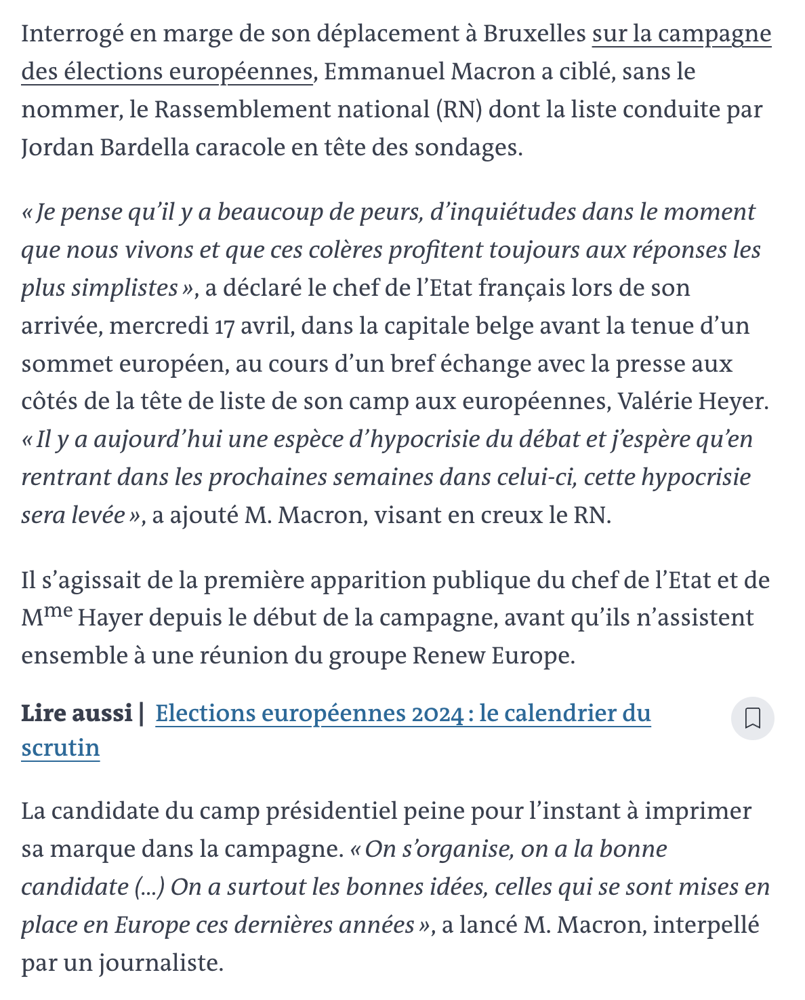 Interrogé en marge de son déplacement à Bruxelles sur la campagne
des élections européennes, Emmanuel Macron a ciblé, sans le
nommer, le Rassemblement national (RN) dont la liste conduite par
Jordan Bardella caracole en tête des sondages.
« Je pense qu’il y a beaucoup de peurs, d’inquiétudes dans le moment
que nous vivons et que ces colères profitent toujours aux réponses les
plus simplistes », a déclaré le chef de l’Etat français lors de son
arrivée, mercredi 17 avril, dans la capitale belge avant la tenue d’un
sommet européen, au cours d’un bref échange avec la presse aux
côtés de la tête de liste de son camp aux européennes, Valérie Heyer.
« Il y a aujourd’hui une espèce d’hypocrisie du débat et j’espère qu’en
rentrant dans les prochaines semaines dans celui-ci, cette hypocrisie
sera levée », a ajouté M. Macron, visant en creux le RN.
Il s’agissait de la première apparition publique du chef de l’Etat et de
Mme Hayer depuis le début de la campagne, avant qu’ils n’assistent
ensemble à une réunion du groupe Renew Europe.
Lire aussi | Elections européennes 2024 : le calendrier du
scrutin
La candidate du camp présidentiel peine pour l’instant à imprimer
sa marque dans la campagne. « On s’organise, on a la bonne
candidate (…) On a surtout les bonnes idées, celles qui se sont mises en
place en Europe ces dernières années », a lancé M. Macron, interpellé
par un journaliste.